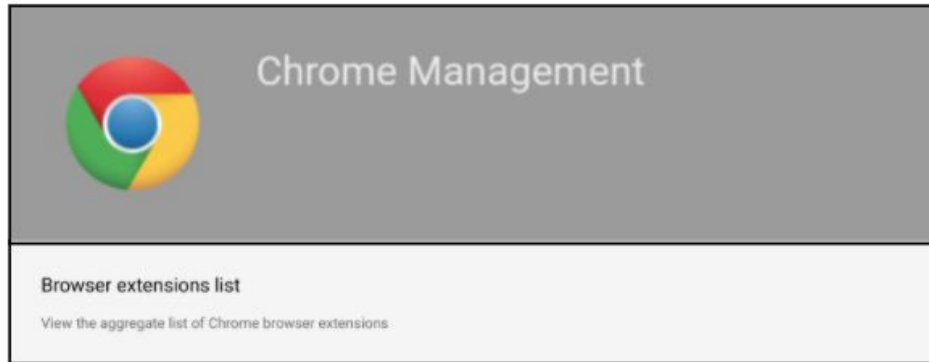 Chrome Management
Browser extensions list
View the aggregate list of Chrome browser extensions